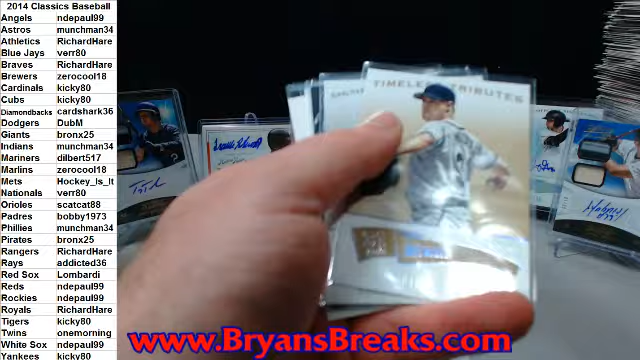 2014 Classics Baseball
Angels ndepaul99
Astros munchman34
Athletics RichardHare
Blue Jays verr80
Braves RichardHare
Brewers zerocool18
Cardinals kicky80
Cubs kicky80
Diamondbacks cardshark36
Dodgers DubM
Giants bronx25
Indians munchman34
Mariners dilbert517
Marlins zerocool18
Mets Hockey_Is_It
Nationals verr80
Orioles scatcat88
Padres bobby1973
Phillies munchman34
Pirates bronx25
Rangers RichardHare
Rays addicted36
Red Sox Lombardi
Reds ndepaul99
Rockies ndepaul99
Royals RichardHare
Tigers kicky80
Twins onemorning
White Sox ndepaul99
Yankees kicky80
TIMELESS TRIBUTES
www.BryansBreaks.com